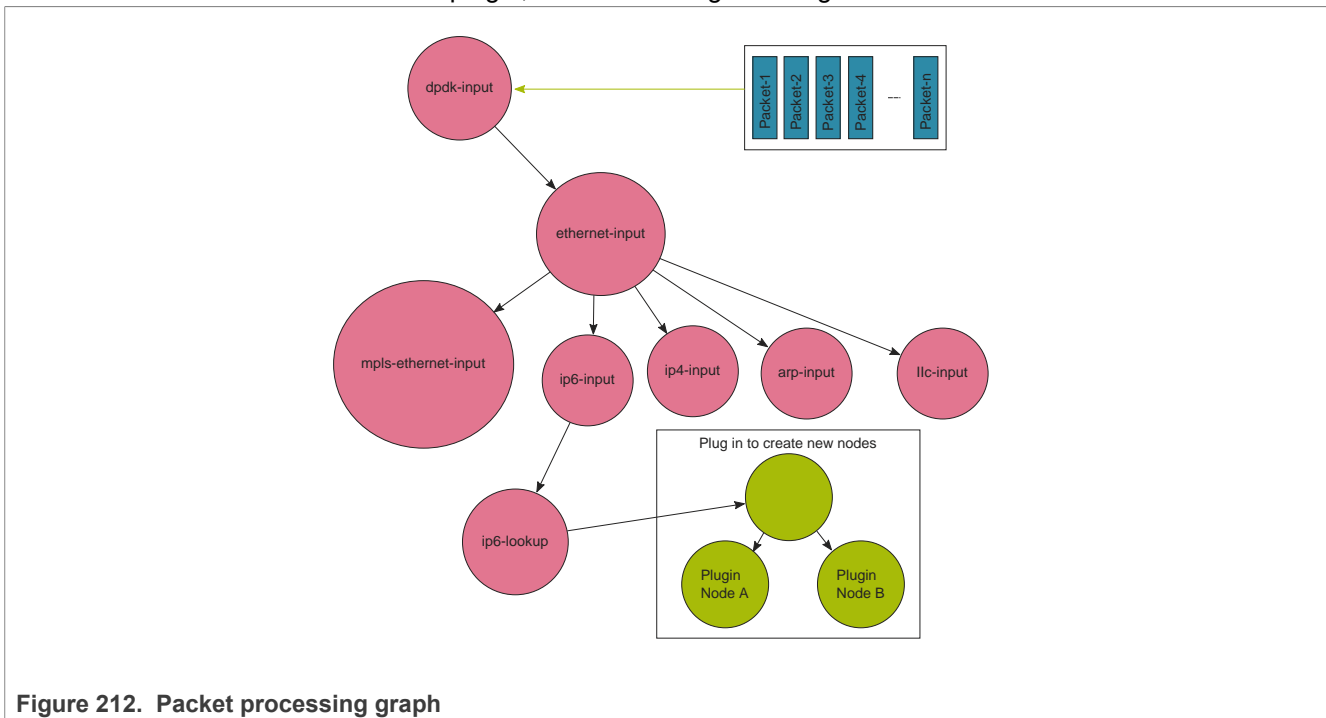 dpdk-input
Packet-1
Packet-2
Packet-3
Packet-4
Packet-n
ethernet-input
mpls-ethernet-input
ip6-input
ip4-input
arp-input
llc-input
Plug in to create new nodes
ip6-lookup
Plugin
Node A
Plugin
Node B
Figure 212. Packet processing graph